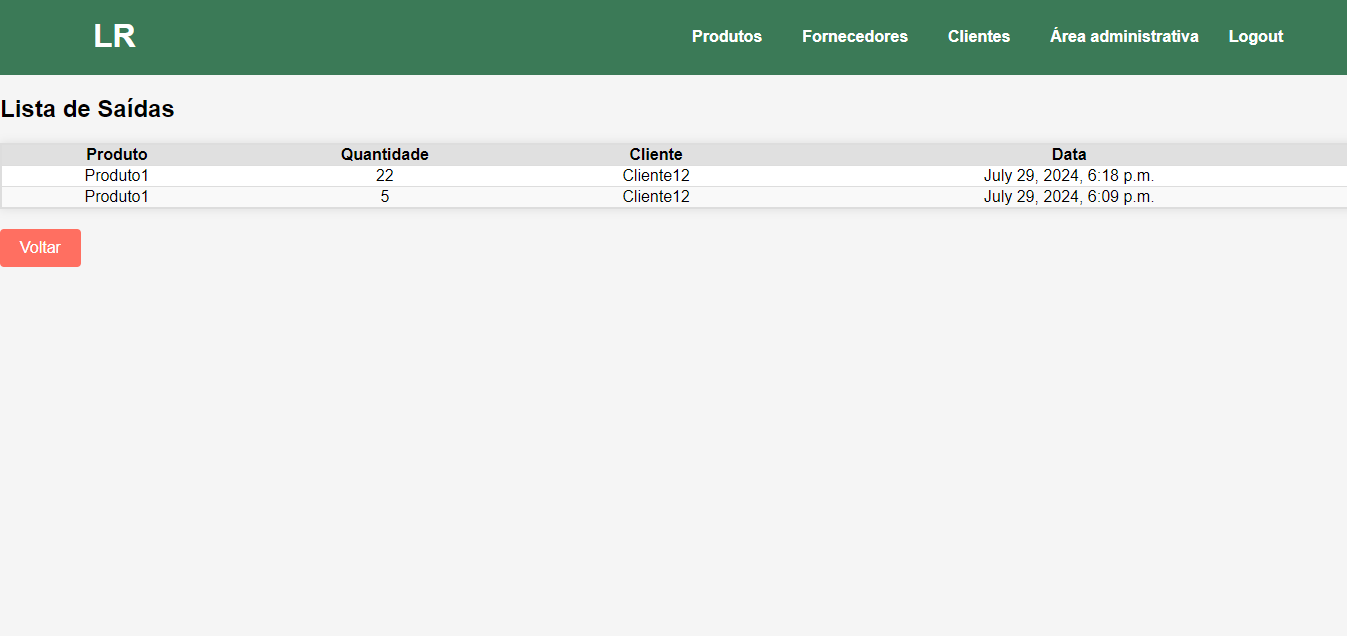 LR
Produtos Fornecedores Clientes Área administrativa Logout
Lista de Saídas
Produto Quantidade Cliente Data
Produto1 22 Cliente12 July 29, 2024, 6:18 p.m.
Produto1 5 Cliente12 July 29, 2024, 6:09 p.m.
Voltar